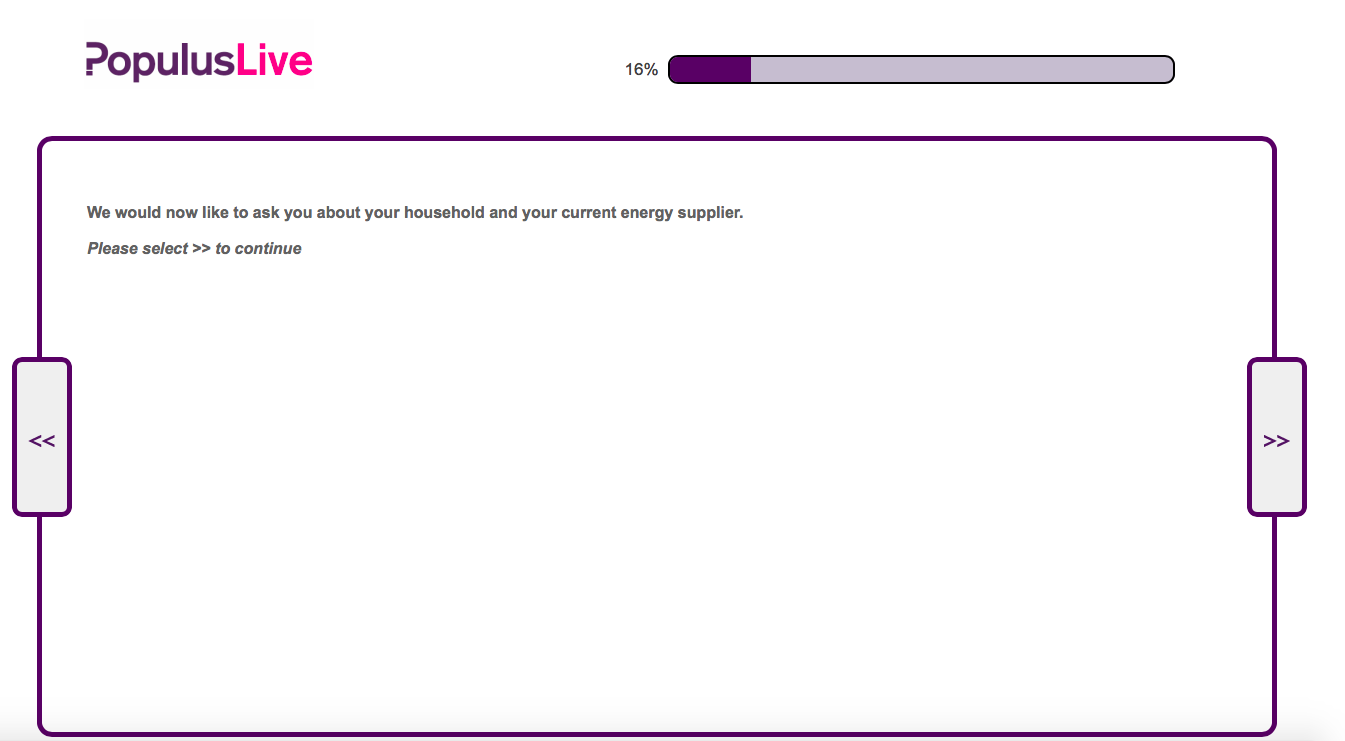 PopulusLive
16%
We would now like to ask you about your household and your current energy supplier.
Please select >> to continue
<<
>>